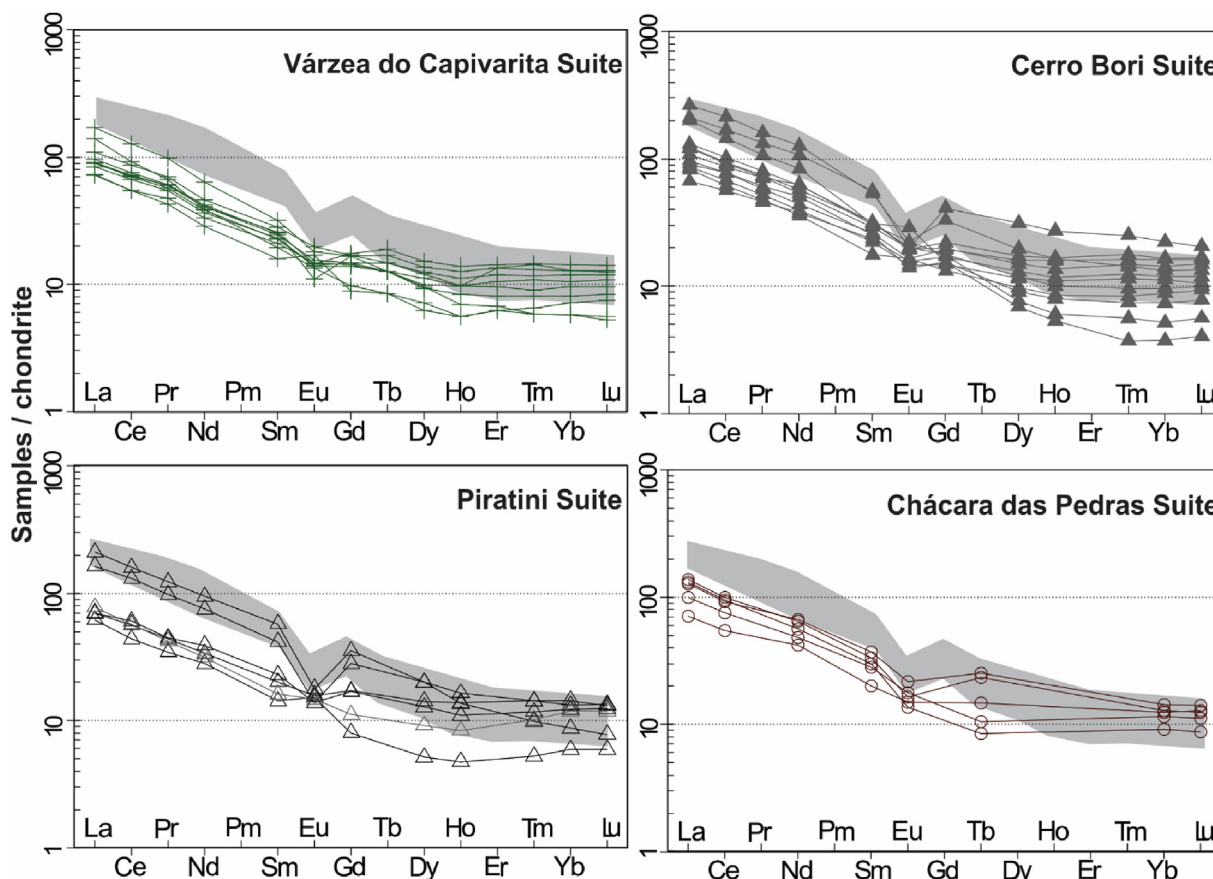 Samples / chondrite
Várzea do Capivarita Suite
1000
100
10
1
La Pr Pm Eu Tb Ho Tm Lu
Ce Nd Sm Gd Dy Er Yb
Cerro Bori Suite
1000
100
10
1
La Pr Pm Eu Tb Ho Tm Lu
Ce Nd Sm Gd Dy Er Yb
Piratini Suite
1000
100
10
1
La Pr Pm Eu Tb Ho Tm Lu
Ce Nd Sm Gd Dy Er Yb
Chácara das Pedras Suite
1000
100
10
1
La Pr Pm Eu Tb Ho Tm Lu
Ce Nd Sm Gd Dy Er Yb